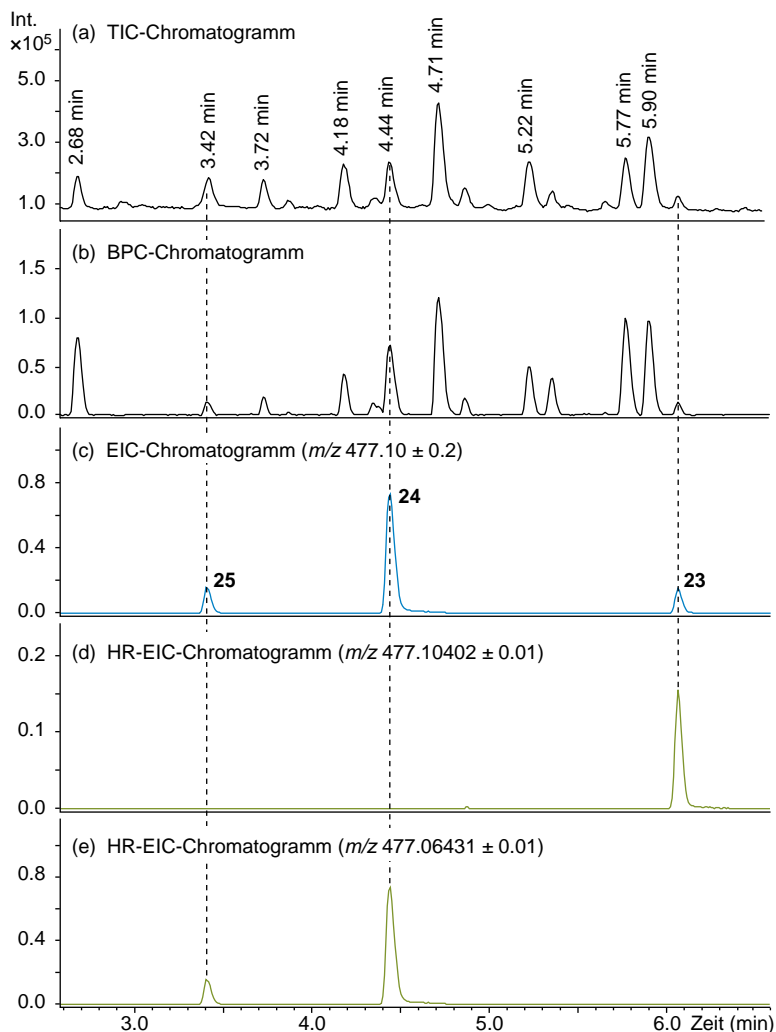 Int.
×10⁵
(a) TIC-Chromatogramm
2.68 min
3.42 min
3.72 min
4.18 min
4.44 min
4.71 min
5.22 min
5.77 min
5.90 min
5.0
3.0
1.0
(b) BPC-Chromatogramm
1.5
1.0
0.5
0.0
(c) EIC-Chromatogramm (m/z 477.10 ± 0.2)
0.8
0.4
0.0
25
24
23
(d) HR-EIC-Chromatogramm (m/z 477.10402 ± 0.01)
0.2
0.1
0.0
(e) HR-EIC-Chromatogramm (m/z 477.06431 ± 0.01)
0.8
0.4
0.0
3.0 4.0 5.0 6.0 Zeit (min)